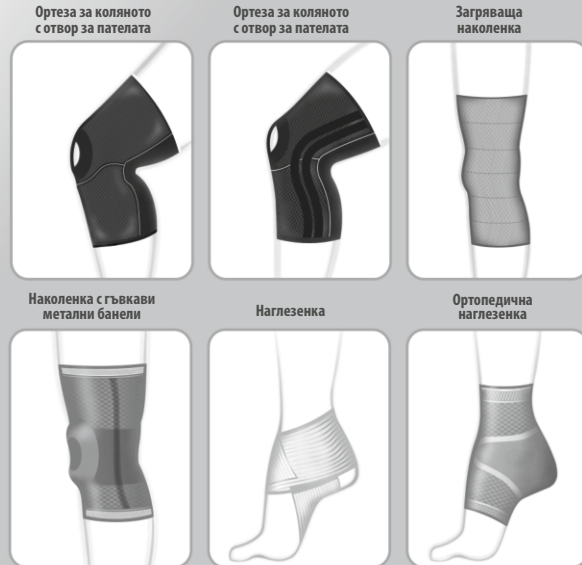 Ортеза за коляното
с отвор за пателата
Ортеза за коляното
с отвор за пателата
Загряваща
наколенка
Наколенка с гъвкави
метални банели
Наглезенка
Ортопедична
наглезенка